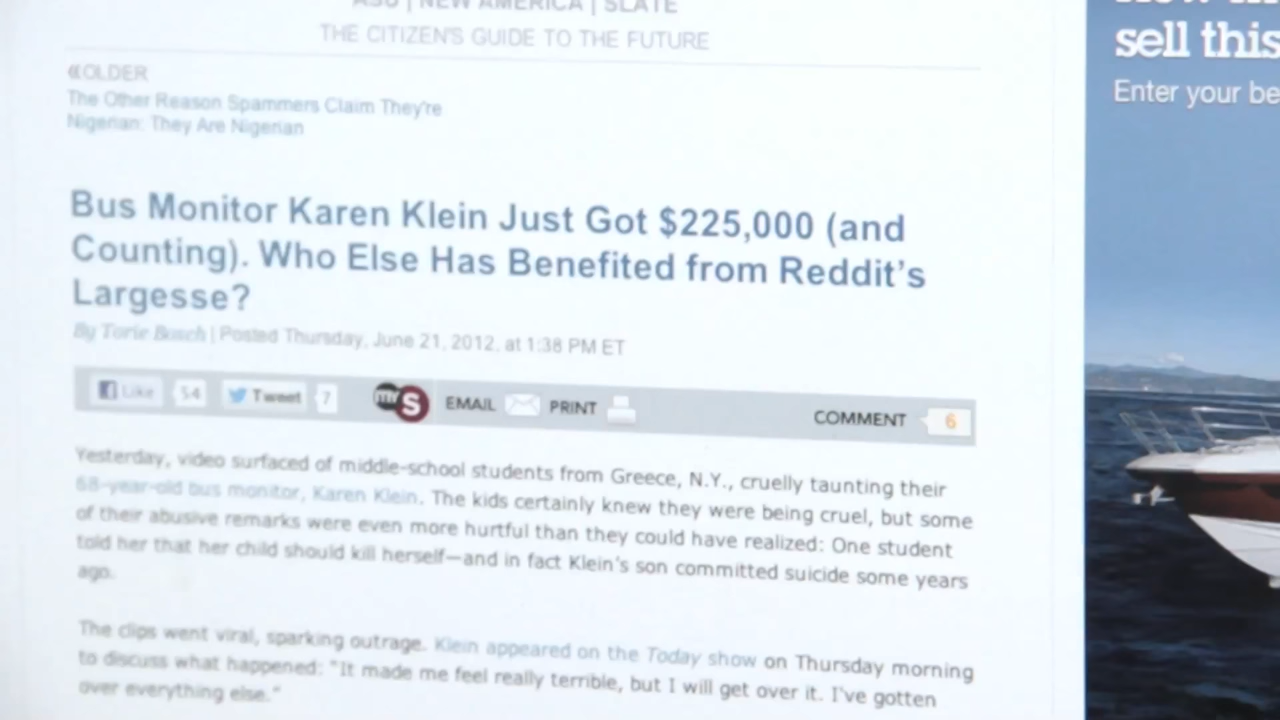 ASU | NEW AMERICA | SLATE
THE CITIZEN'S GUIDE TO THE FUTURE
«OLDER
The Other Reason Spammers Claim They're
Nigerian: They Are Nigerian
Bus Monitor Karen Klein Just Got $225,000 (and
Counting). Who Else Has Benefited from Reddit's
Largesse?
By Torie Bosch | Posted Thursday, June 21, 2012, at 1:38 PM ET
Like 54 Tweet 7 my S EMAIL PRINT COMMENT 6
Yesterday, video surfaced of middle-school students from Greece, N.Y., cruelly taunting their
68-year-old bus monitor, Karen Klein. The kids certainly knew they were being cruel, but some
of their abusive remarks were even more hurtful than they could have realized: One student
told her that her child should kill herself—and in fact Klein's son committed suicide some years
ago.
The clips went viral, sparking outrage. Klein appeared on the Today show on Thursday morning
to discuss what happened: "It made me feel really terrible, but I will get over it. I've gotten
over everything else."
sell this
Enter your be